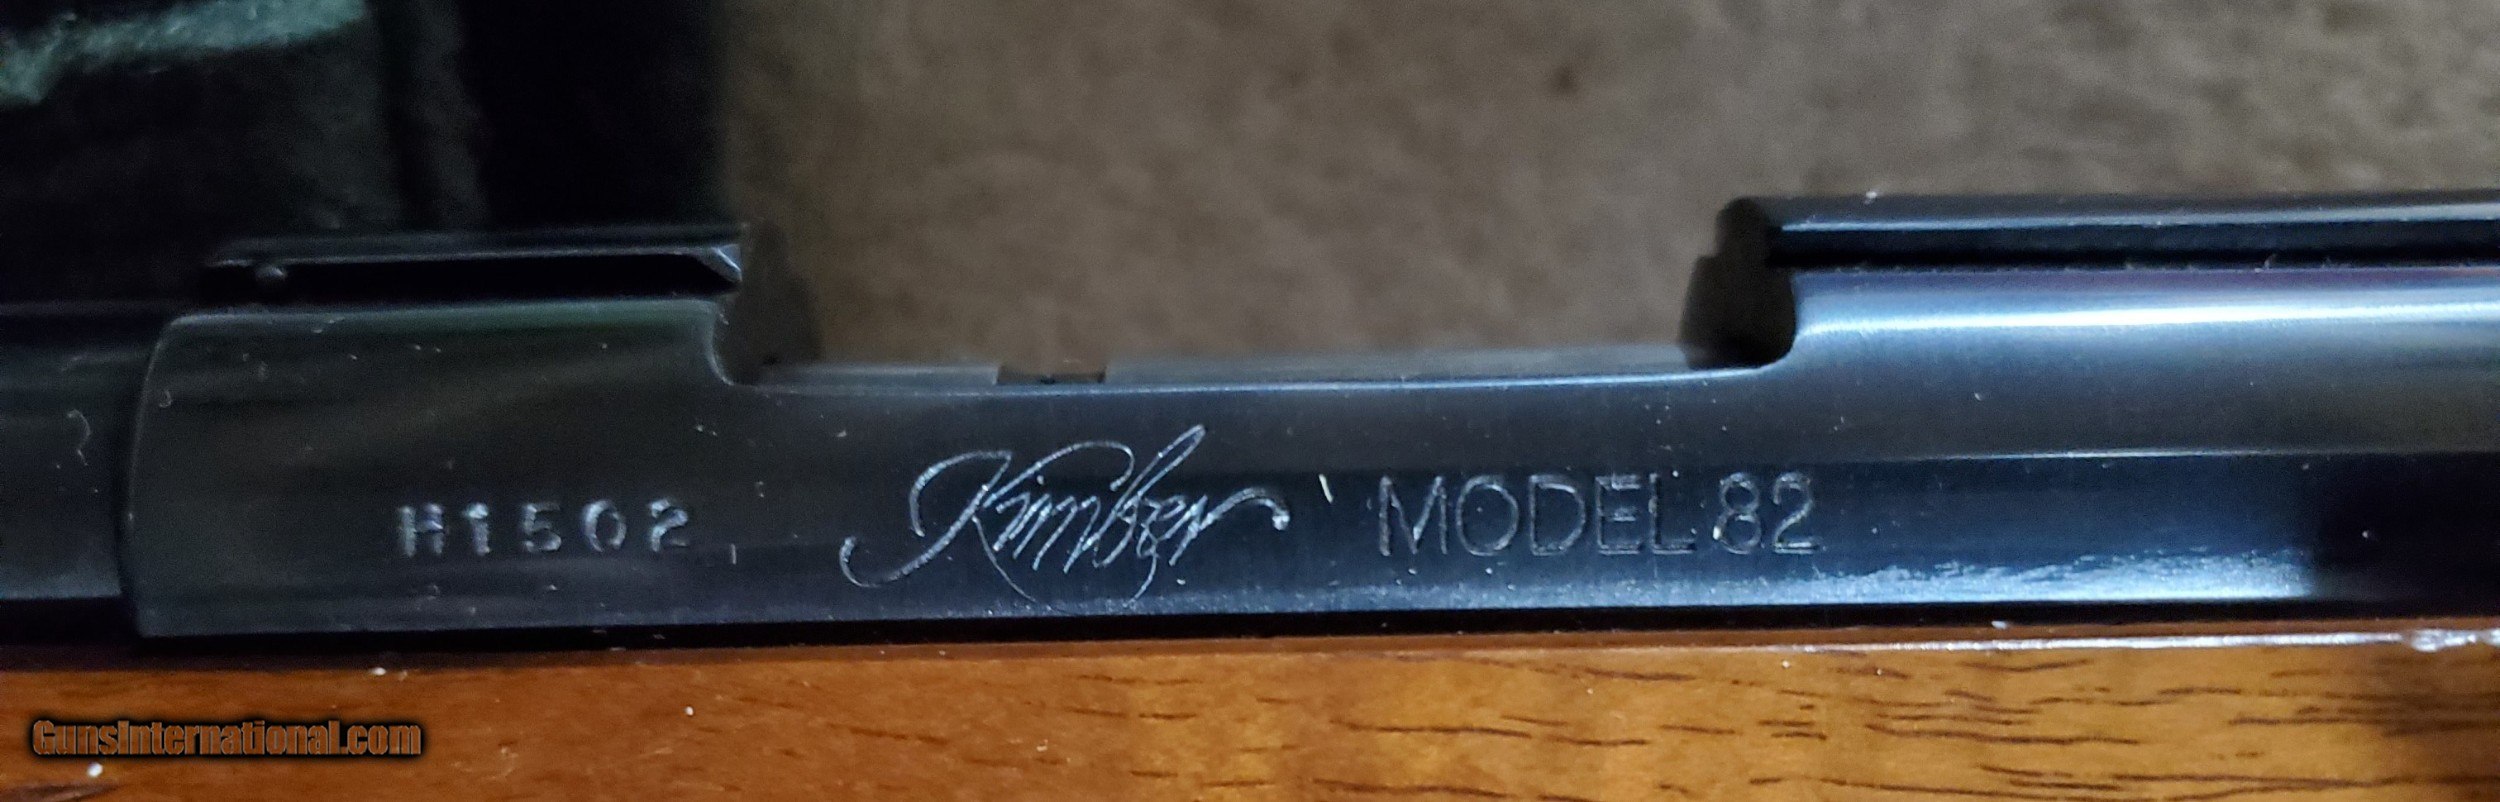 H1502 Kimber MODEL 82
GunsInternational.com